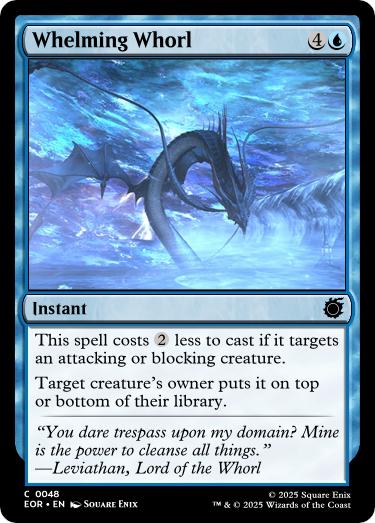 Whelming Whorl 4
Instant
This spell costs 2 less to cast if it targets
an attacking or blocking creature.
Target creature's owner puts it on top
or bottom of their library.
"You dare trespass upon my domain? Mine
is the power to cleanse all things."
—Leviathan, Lord of the Whorl
C 0048
EOR • EN SQUARE ENIX
© 2025 Square Enix
™ & © 2025 Wizards of the Coast